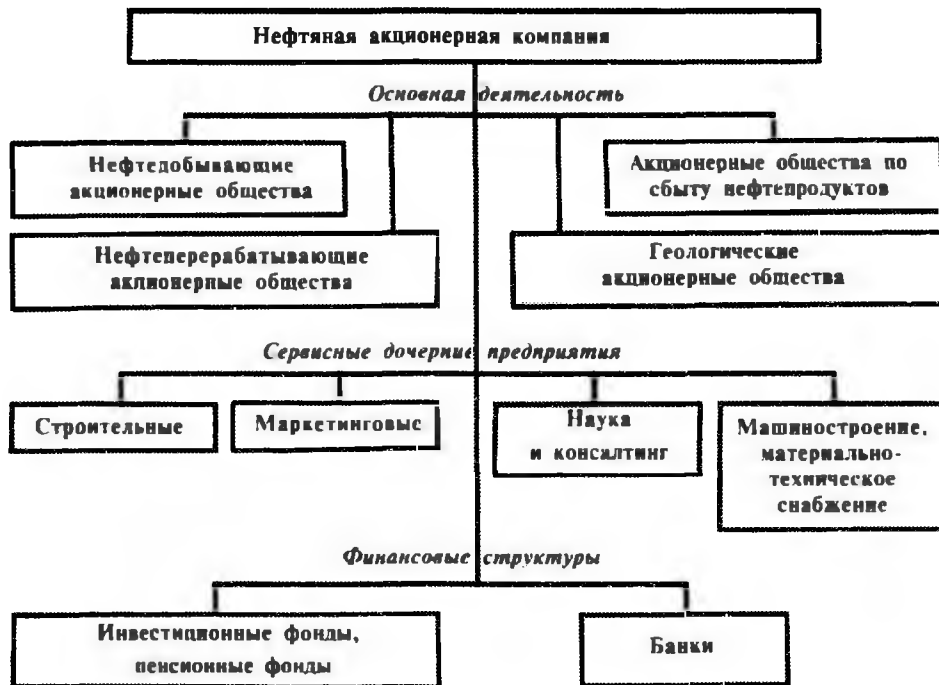 Нефтяная акционерная компания
Основная деятельность
Нефтедобывающие
акционерные общества
Акционерные общества по
сбыту нефтепродуктов
Нефтеперерабатывающие
акционерные общества
Геологические
акционерные общества
Сервисные дочерние предприятия
Строительные
Маркетинговые
Наука
и консалтинг
Машиностроение,
материально-
техническое
снабжение
Финансовые структуры
Инвестиционные фонды,
пенсионные фонды
Банки